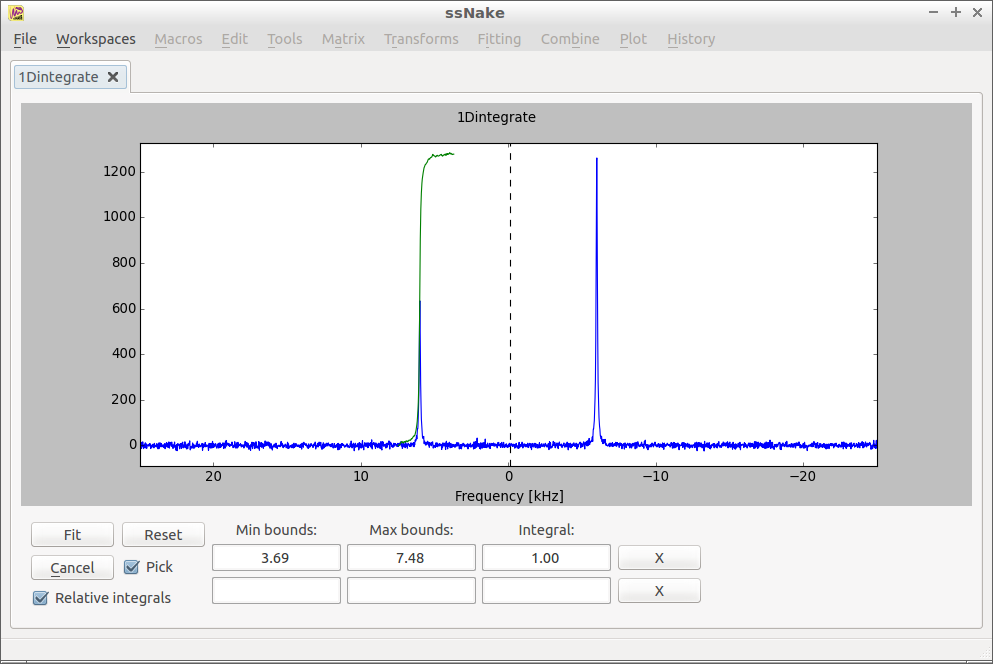 ssNake
File Workspaces Macros Edit Tools Matrix Transforms Fitting Combine Plot History
1Dintegrate
1Dintegrate
1200
1000
800
600
400
200
0
20 10 0 −10 −20
Frequency [kHz]
Fit Reset Min bounds: Max bounds: Integral:
Cancel Pick 3.69 7.48 1.00 X
Relative integrals X